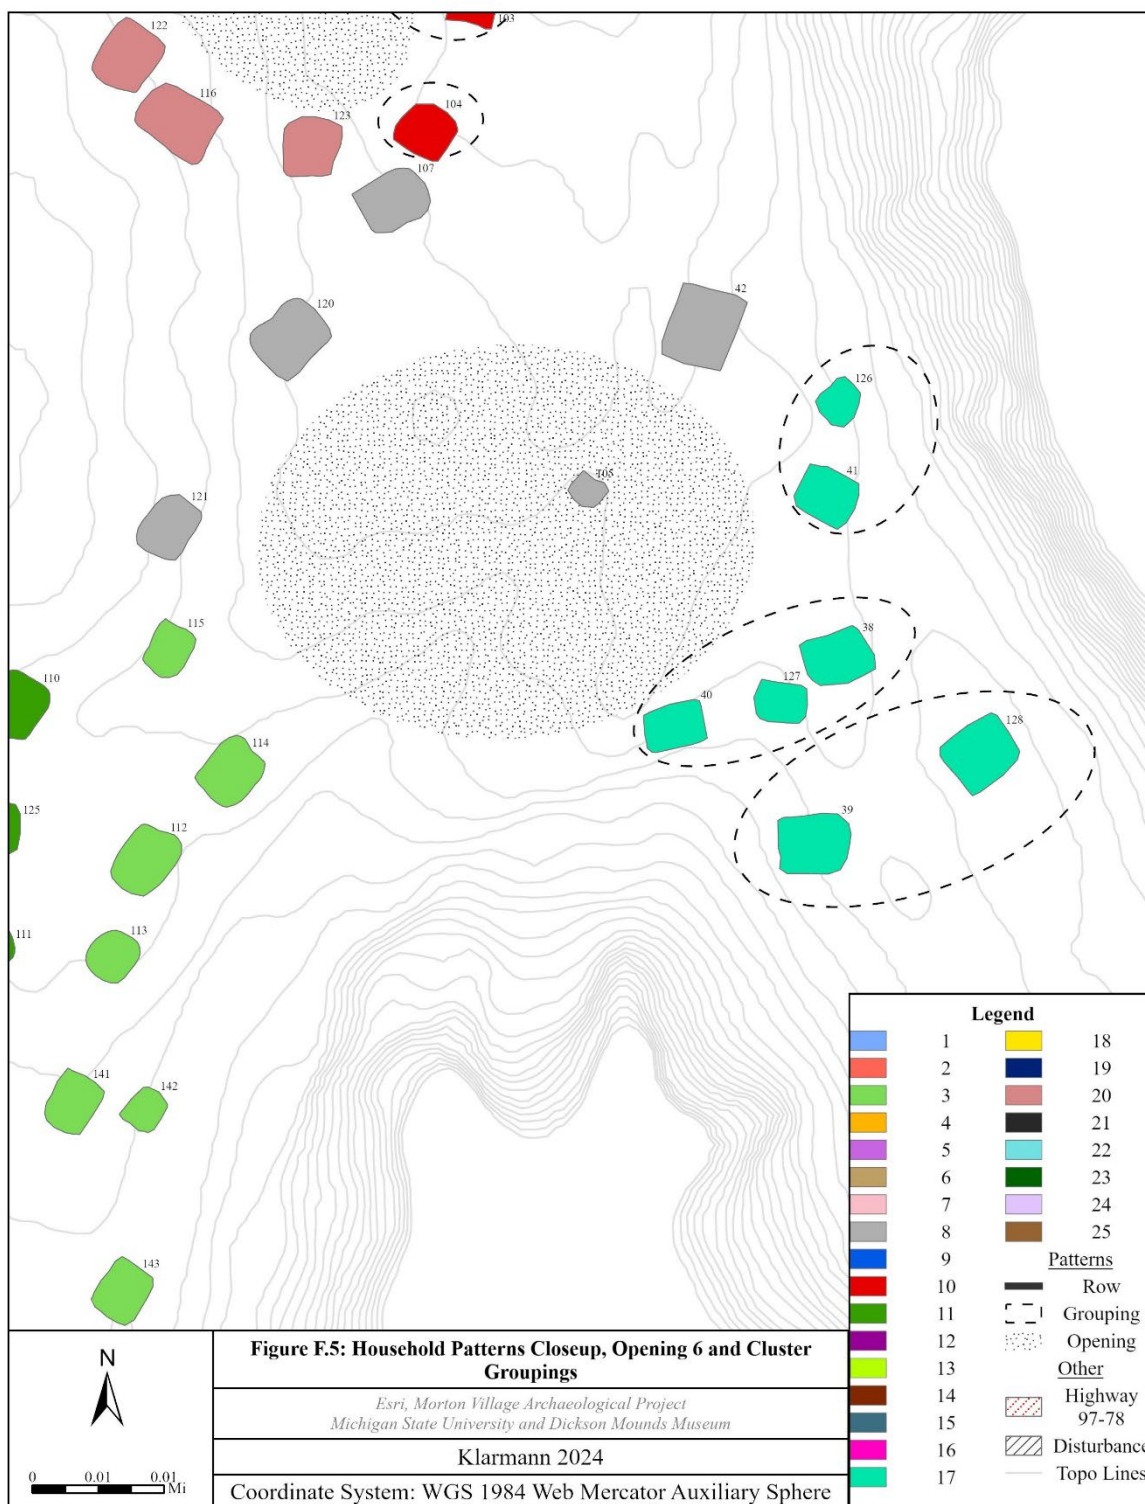 103
122
104
116
123
107
42
120
126
105
41
121
115
38
110
127
40
128
114
125
39
112
111
113
141
142
143
Legend
1 18
2 19
3 20
4 21
5 22
6 23
7 24
8 25
9 Patterns
10 Row
11 Grouping
12 Opening
13 Other
14 Highway
15 97-78
16 Disturbance
17 Topo Lines
N
0 0.01 0.01
Mi
Figure F.5: Household Patterns Closeup, Opening 6 and Cluster
Groupings
Esri, Morton Village Archaeological Project
Michigan State University and Dickson Mounds Museum
Klarmann 2024
Coordinate System: WGS 1984 Web Mercator Auxiliary Sphere